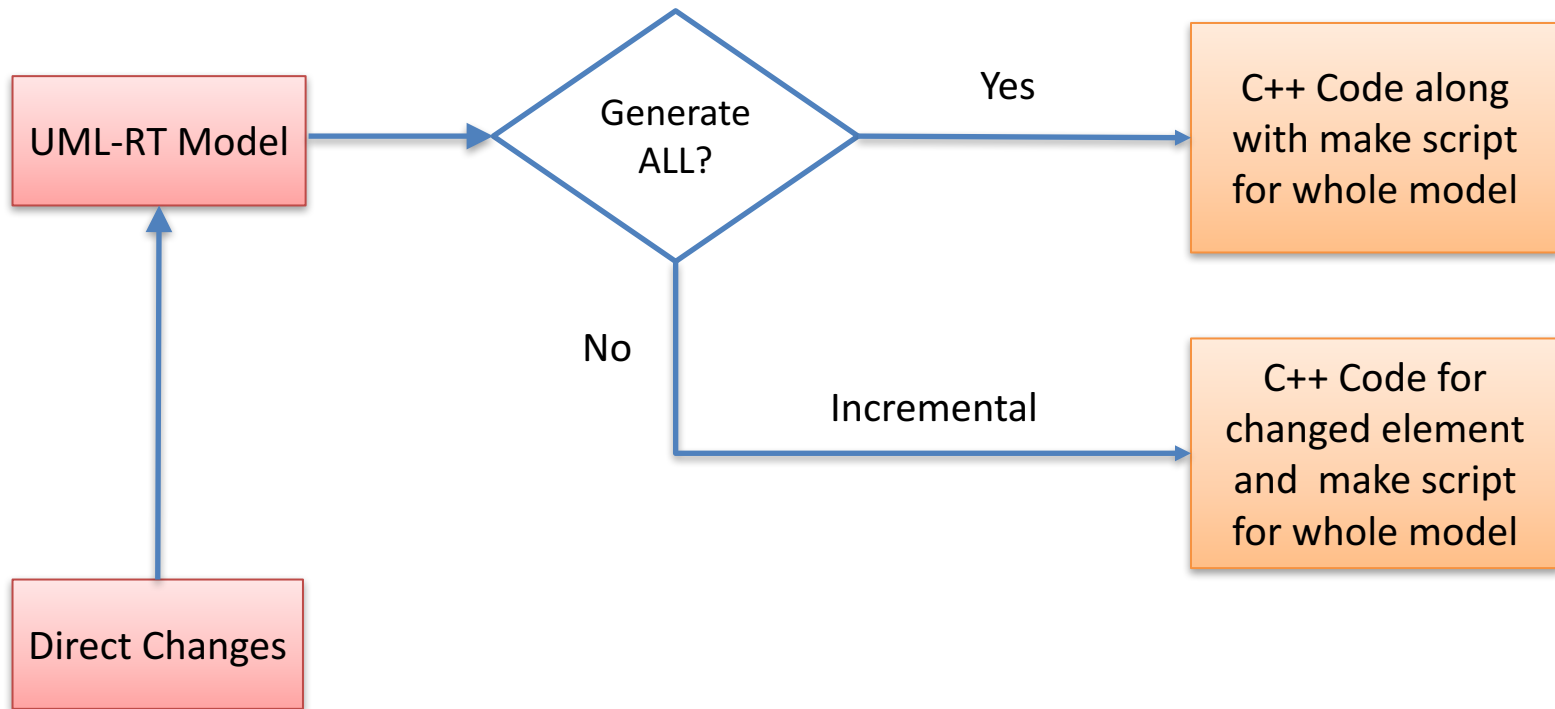 UML-RT Model
Generate
ALL?
Yes
C++ Code along
with make script
for whole model
No
Incremental
C++ Code for
changed element
and  make script
for whole model
Direct Changes